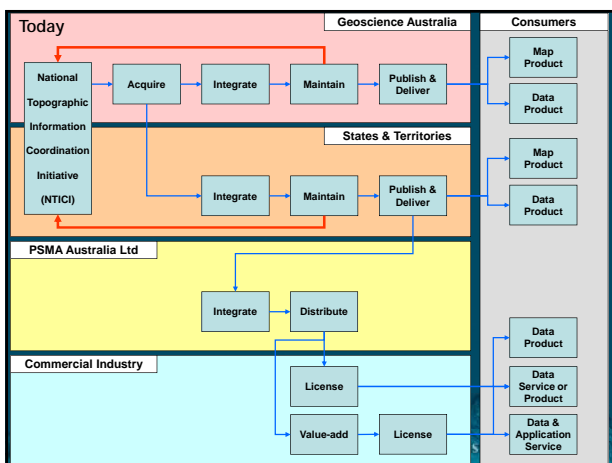 Today
Geoscience Australia
Consumers
National
Topographic
Information
Coordination
Initiative
(NTICI)
Acquire
Integrate
Maintain
Publish &
Deliver
Map
Product
Data
Product
States & Territories
Integrate
Maintain
Publish &
Deliver
Map
Product
Data
Product
PSMA Australia Ltd
Integrate
Distribute
Commercial Industry
License
Value-add
License
Data
Product
Data
Service or
Product
Data &
Application
Service